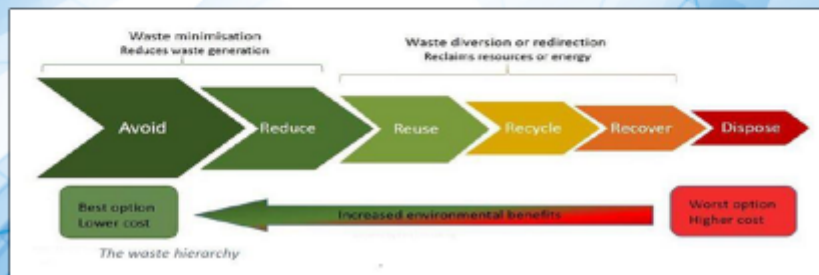 Waste minimisation
Reduces waste generation
Waste diversion or redirection
Reclaims resources or energy
Avoid
Reduce
Reuse
Recycle
Recover
Dispose
Best option
Lower cost
Increased environmental benefits
Worst option
Higher cost
The waste hierarchy